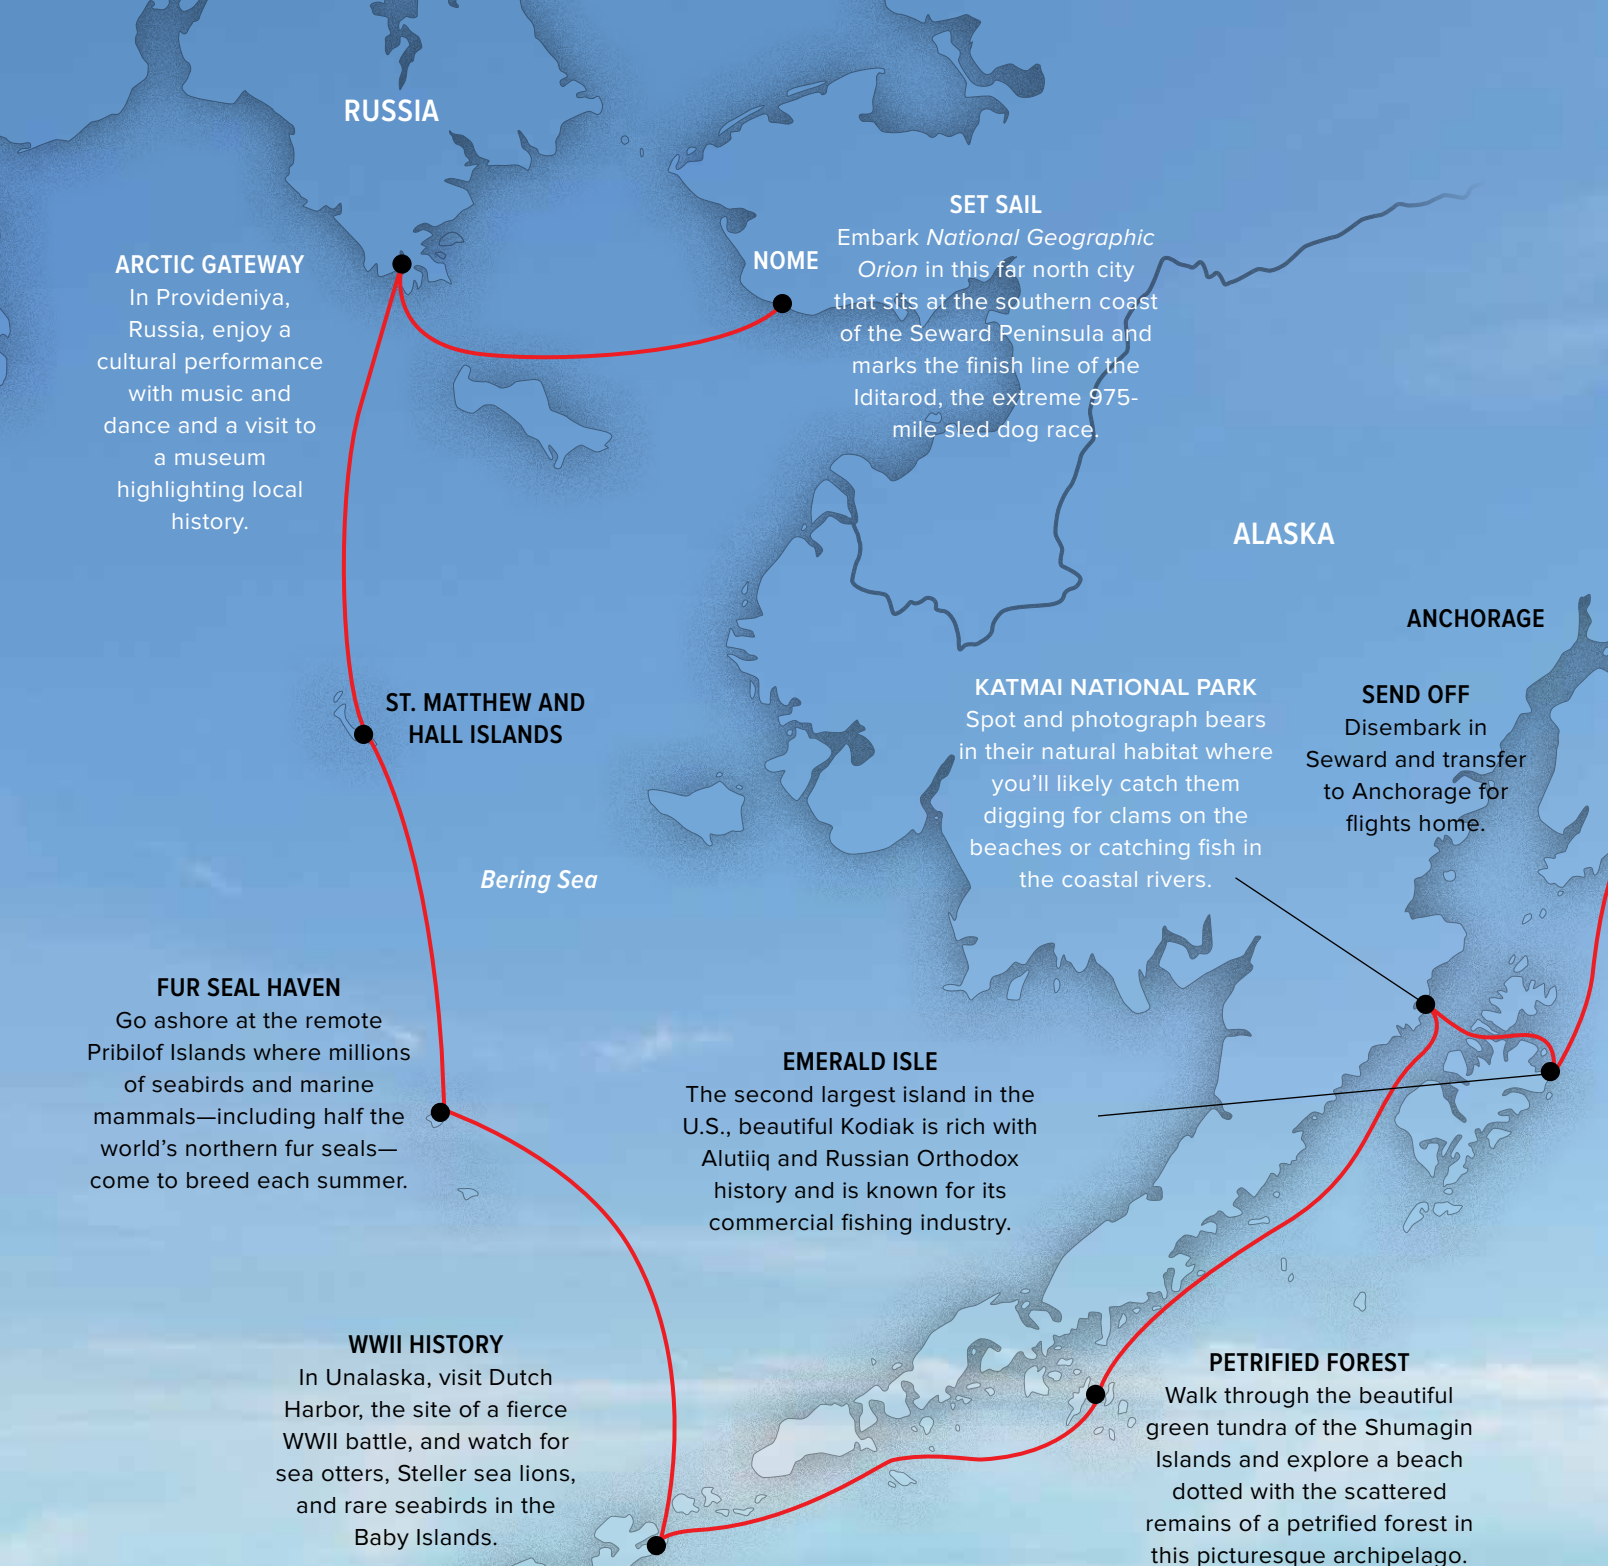 RUSSIA
SET SAIL
Embark National Geographic
Orion in this far north city
that sits at the southern coast
of the Seward Peninsula and
marks the finish line of the
Iditarod, the extreme 975-
mile sled dog race.
NOME
ARCTIC GATEWAY
In Provideniya,
Russia, enjoy a
cultural performance
with music and
dance and a visit to
a museum
highlighting local
history.
ALASKA
ANCHORAGE
SEND OFF
Disembark in
Seward and transfer
to Anchorage for
flights home.
KATMAI NATIONAL PARK
Spot and photograph bears
in their natural habitat where
you'll likely catch them
digging for clams on the
beaches or catching fish in
the coastal rivers.
ST. MATTHEW AND
HALL ISLANDS
Bering Sea
FUR SEAL HAVEN
Go ashore at the remote
Pribilof Islands where millions
of seabirds and marine
mammals—including half the
world's northern fur seals—
come to breed each summer.
EMERALD ISLE
The second largest island in the
U.S., beautiful Kodiak is rich with
Alutiiq and Russian Orthodox
history and is known for its
commercial fishing industry.
WWII HISTORY
In Unalaska, visit Dutch
Harbor, the site of a fierce
WWII battle, and watch for
sea otters, Steller sea lions,
and rare seabirds in the
Baby Islands.
PETRIFIED FOREST
Walk through the beautiful
green tundra of the Shumagin
Islands and explore a beach
dotted with the scattered
remains of a petrified forest in
this picturesque archipelago.